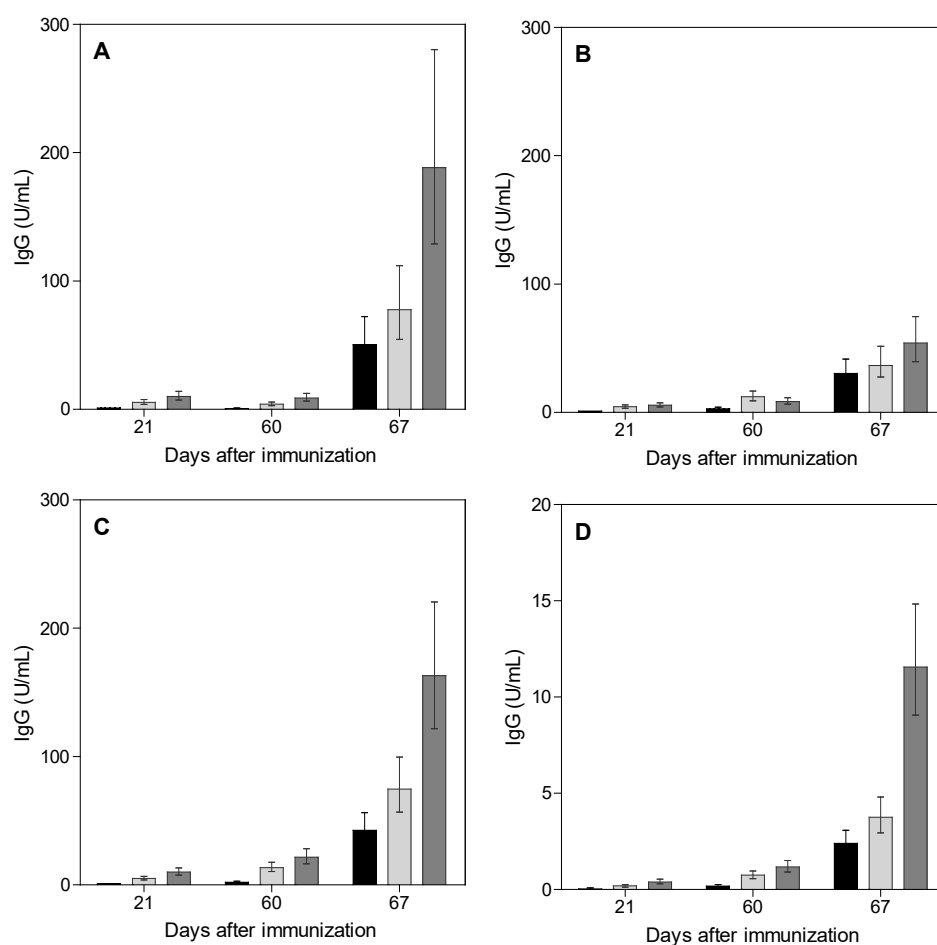 A
IgG (U/mL)
300
200
100
0
21 60 67
Days after immunization
B
IgG (U/mL)
300
200
100
0
21 60 67
Days after immunization
C
IgG (U/mL)
300
200
100
0
21 60 67
Days after immunization
D
IgG (U/mL)
20
15
10
5
0
21 60 67
Days after immunization